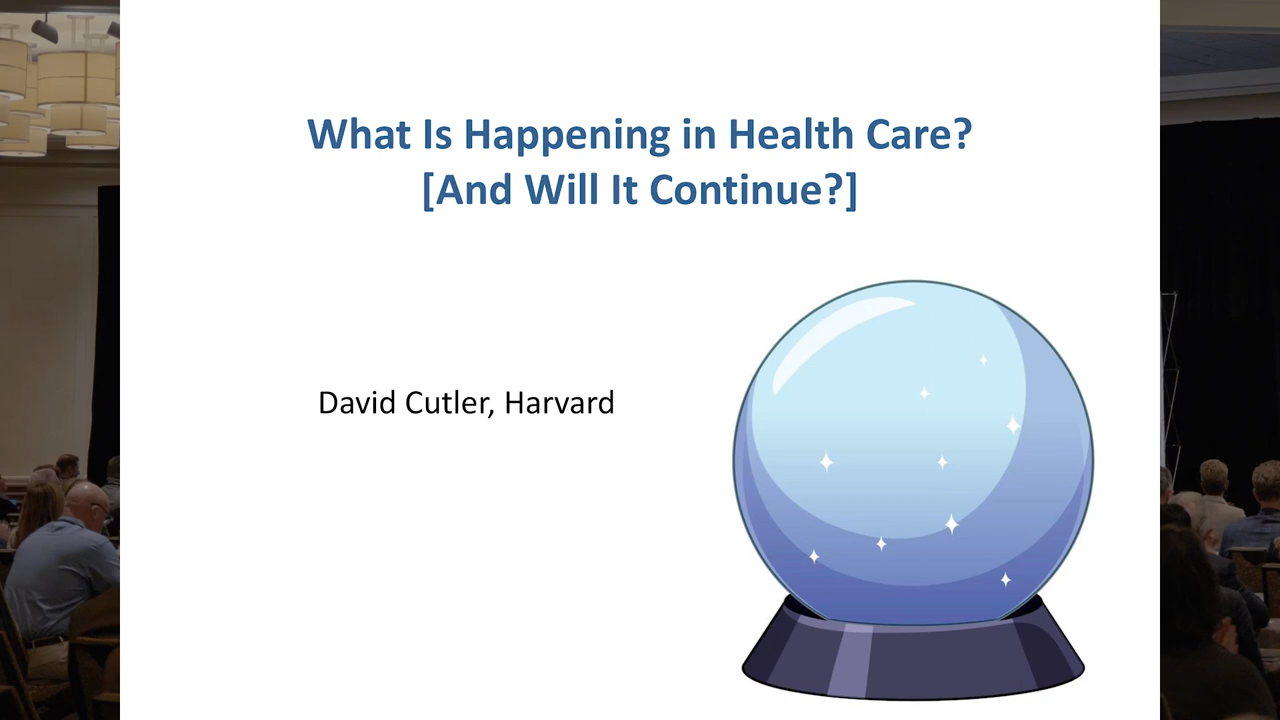 What Is Happening in Health Care?
[And Will It Continue?]
David Cutler, Harvard